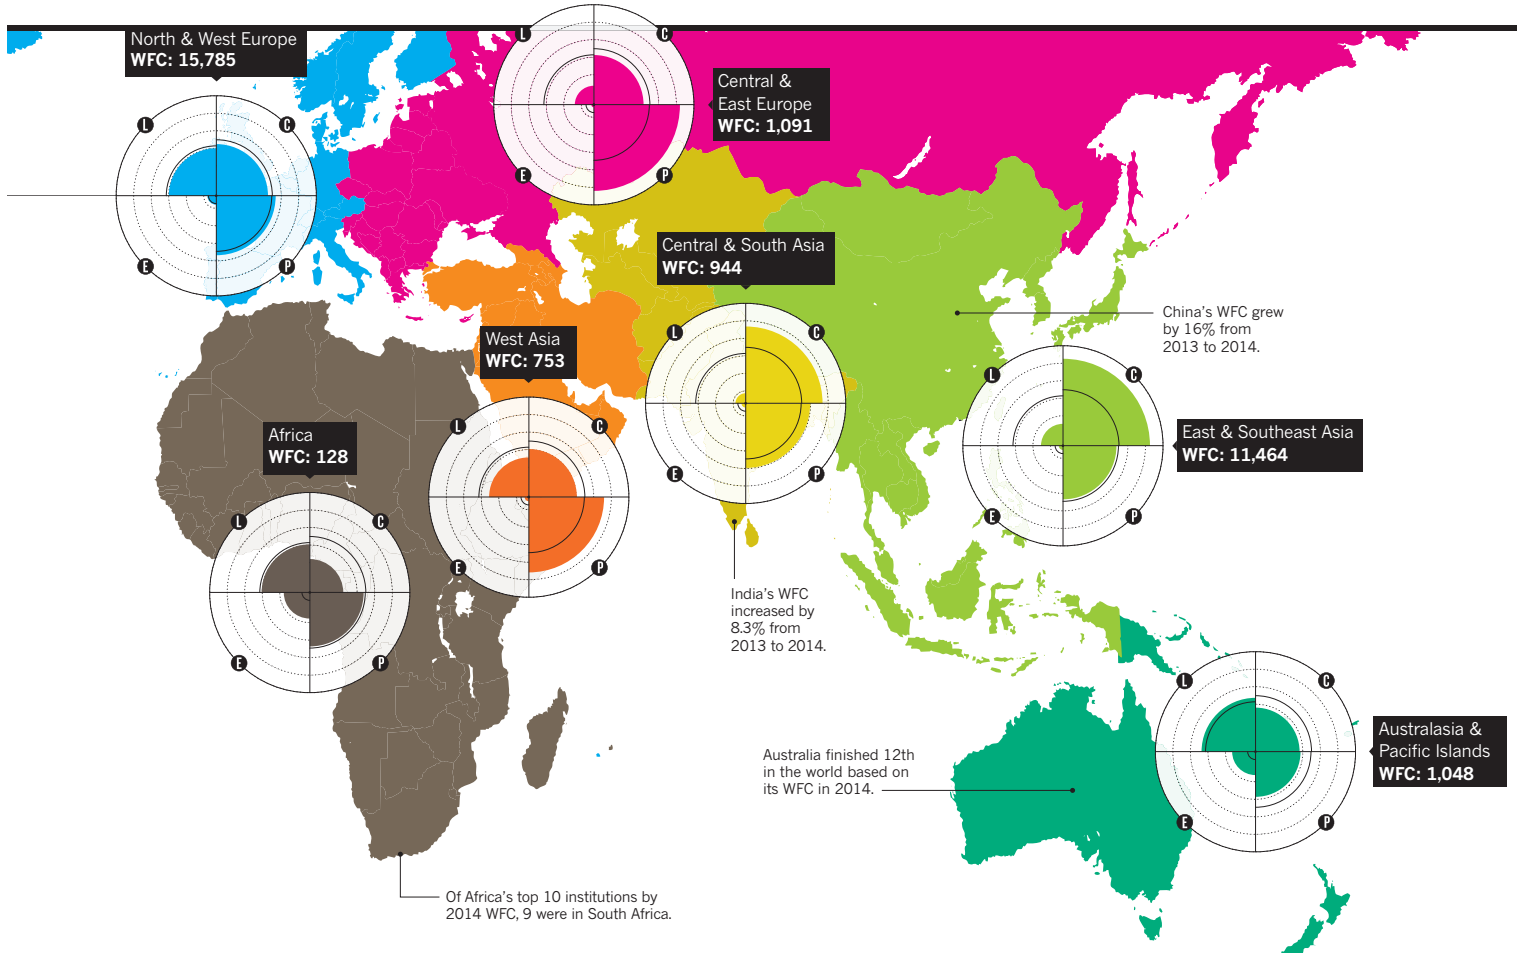 North & West Europe
WFC: 15,785
L
C
E
P
L
C
E
P
Central &
East Europe
WFC: 1,091
Central & South Asia
WFC: 944
L
C
E
P
China's WFC grew
by 16% from
2013 to 2014.
West Asia
WFC: 753
L
C
E
P
L
C
E
P
East & Southeast Asia
WFC: 11,464
Africa
WFC: 128
L
C
E
P
India's WFC
increased by
8.3% from
2013 to 2014.
L
C
E
P
Australasia &
Pacific Islands
WFC: 1,048
Australia finished 12th
in the world based on
its WFC in 2014.
Of Africa's top 10 institutions by
2014 WFC, 9 were in South Africa.